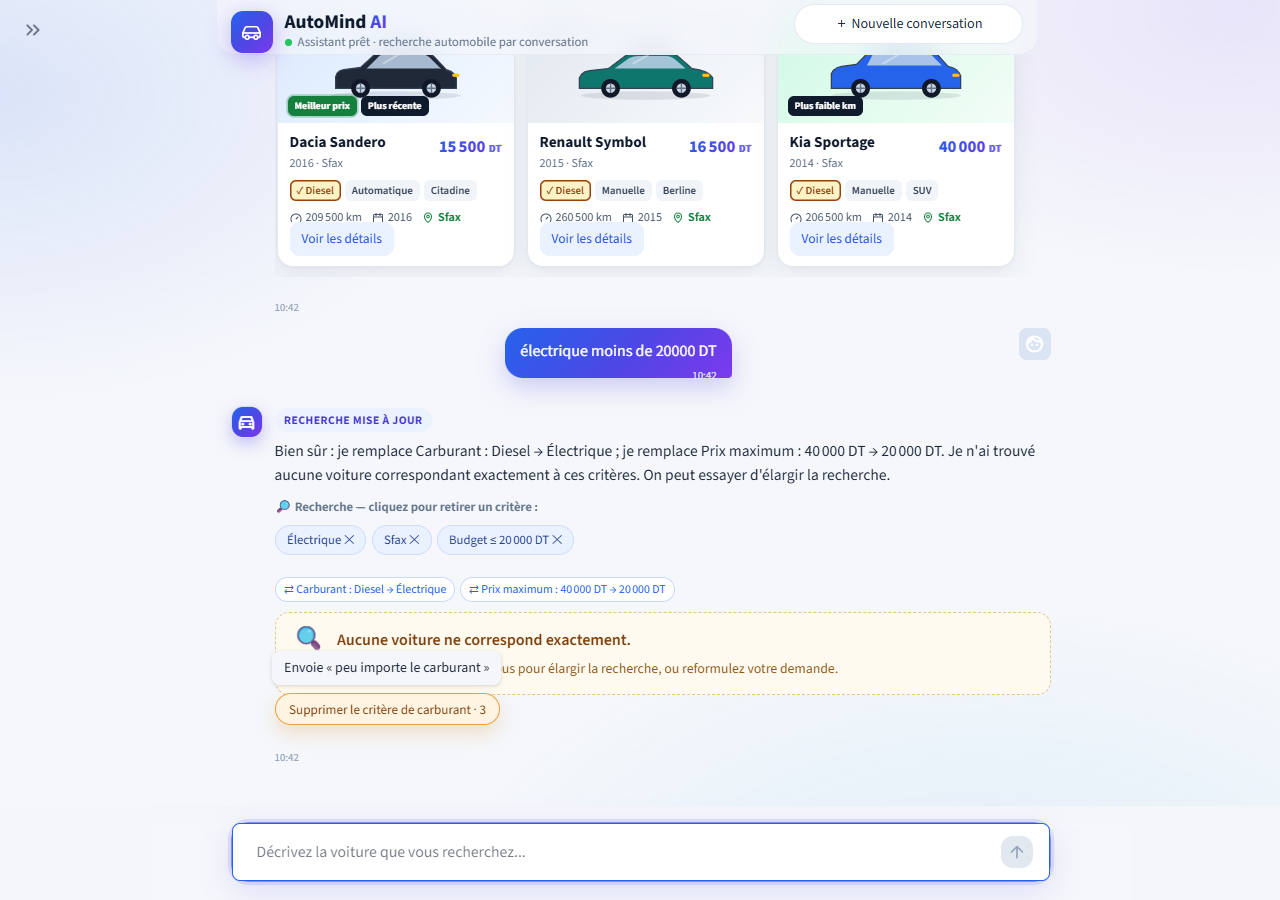 AutoMind AI
Assistant prêt · recherche automobile par conversation
+ Nouvelle conversation
Meilleur prix Plus récente
Plus faible km
Dacia Sandero 15 500 DT
2016 · Sfax
✓ Diesel Automatique Citadine
209 500 km 2016 Sfax
Voir les détails
Renault Symbol 16 500 DT
2015 · Sfax
✓ Diesel Manuelle Berline
260 500 km 2015 Sfax
Voir les détails
Kia Sportage 40 000 DT
2014 · Sfax
✓ Diesel Manuelle SUV
206 500 km 2014 Sfax
Voir les détails
10:42
électrique moins de 20000 DT
10:42
RECHERCHE MISE À JOUR
Bien sûr : je remplace Carburant : Diesel → Électrique ; je remplace Prix maximum : 40 000 DT → 20 000 DT. Je n'ai trouvé
aucune voiture correspondant exactement à ces critères. On peut essayer d'élargir la recherche.
Recherche — cliquez pour retirer un critère :
Électrique ✕ Sfax ✕ Budget ≤ 20 000 DT ✕
⇄ Carburant : Diesel → Électrique ⇄ Prix maximum : 40 000 DT → 20 000 DT
Aucune voiture ne correspond exactement.
Envoie « peu importe le carburant »
pour élargir la recherche, ou reformulez votre demande.
Supprimer le critère de carburant · 3
10:42
Décrivez la voiture que vous recherchez...